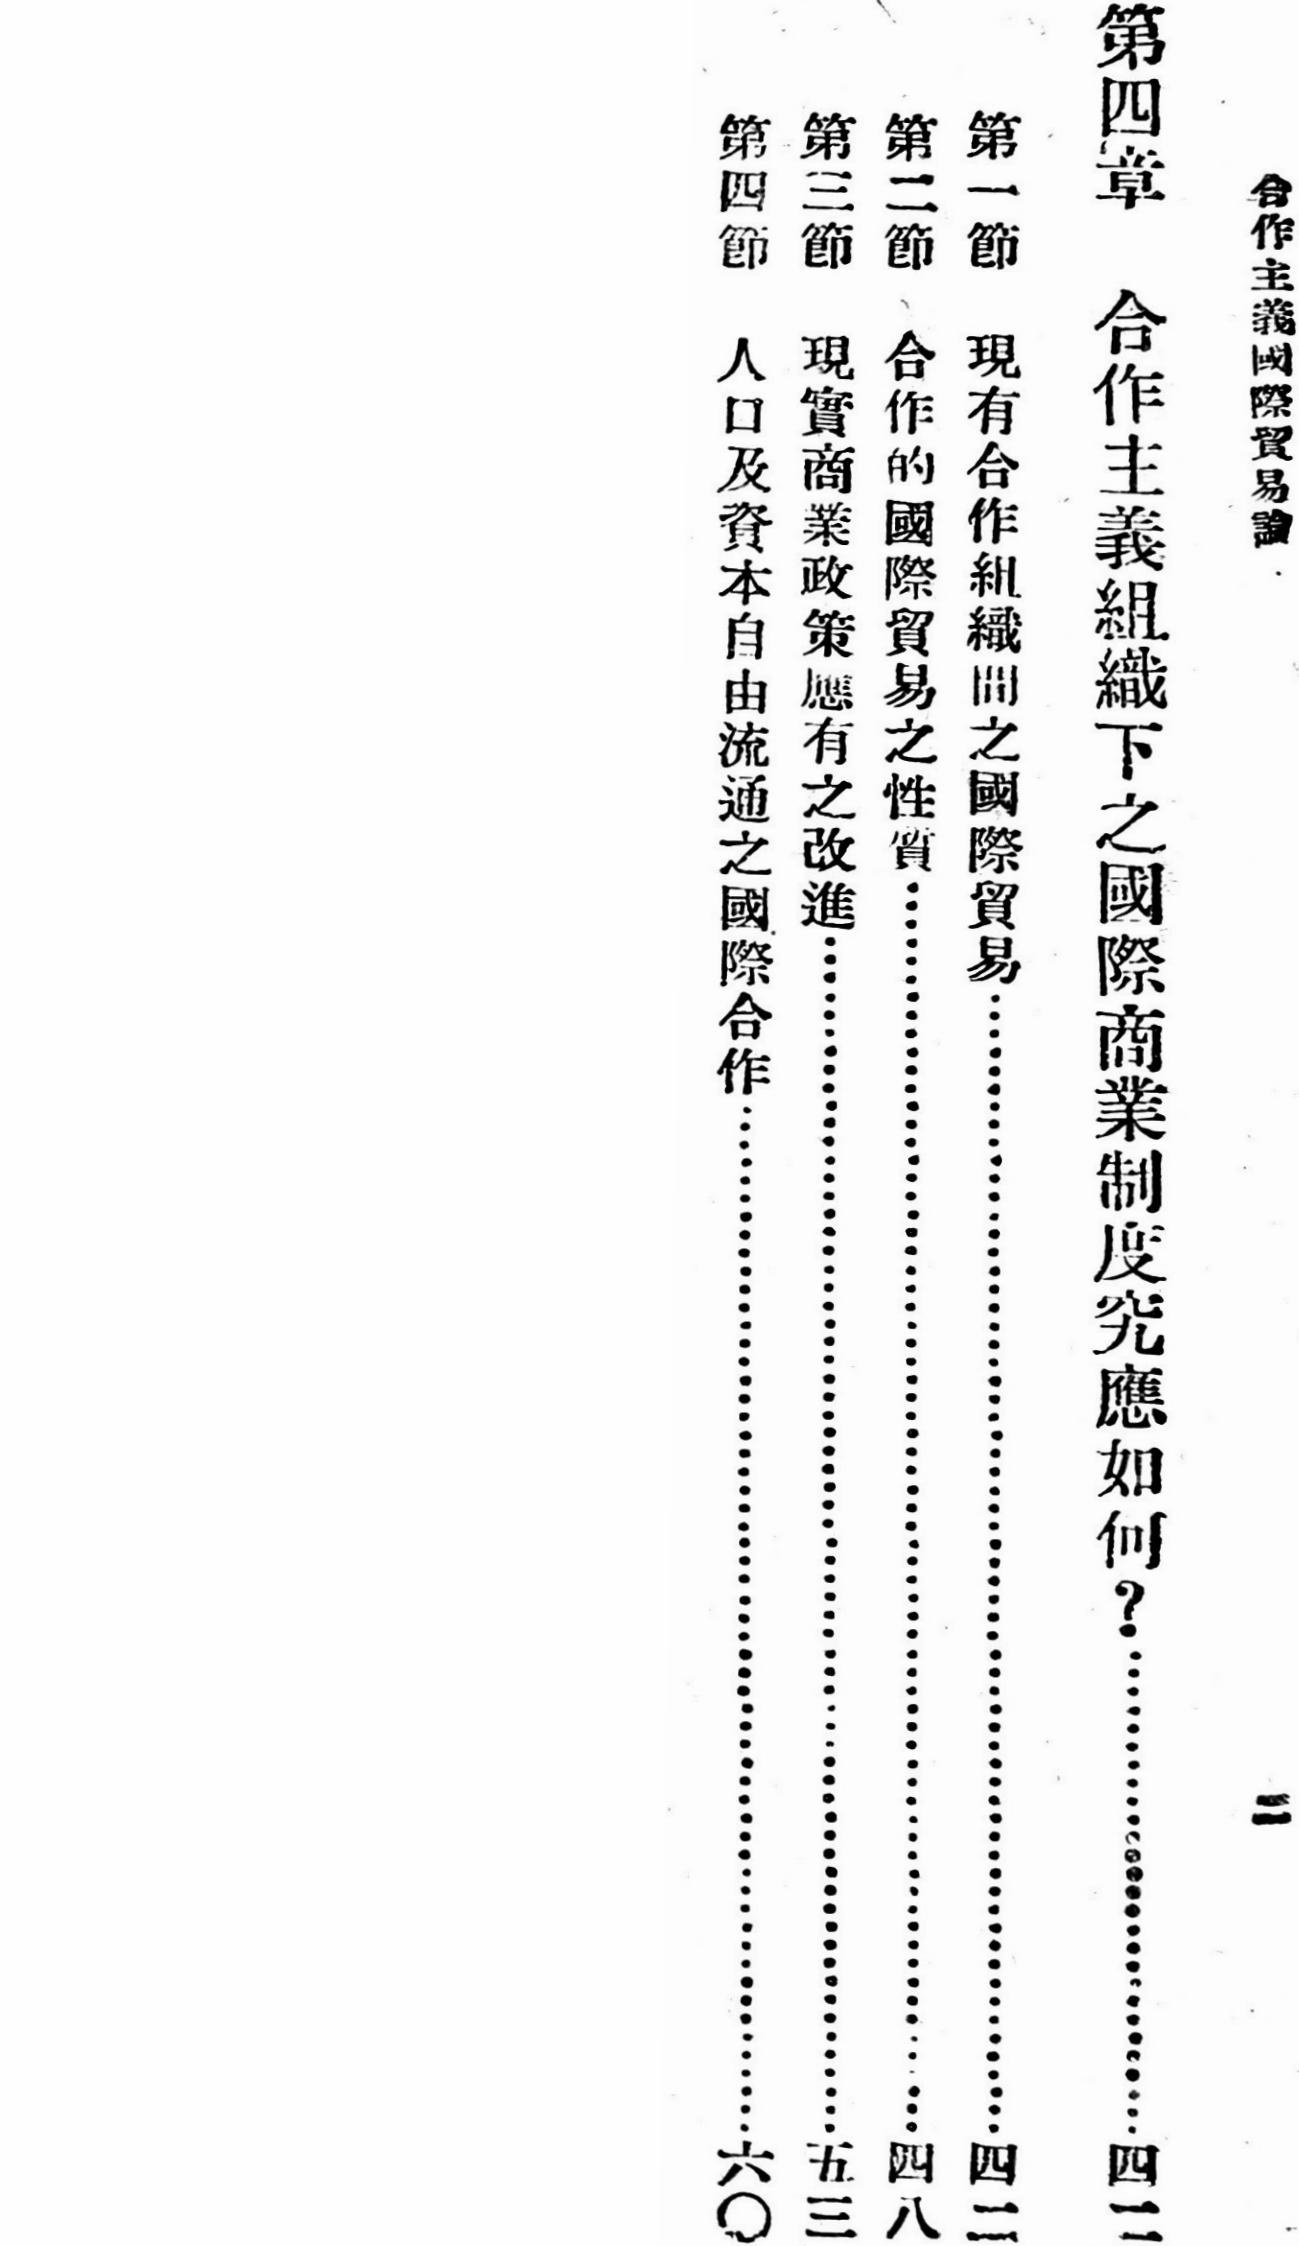 合作主義國際貿易論
二
第四章 合作主義組織下之國際商業制度究應如何?……四二
第一節 現有合作組織間之國際貿易……四二
第二節 合作的國際貿易之性質……四八
第三節 現實商業政策應有之改進……五三
第四節 人口及資本自由流通之國際合作……六〇